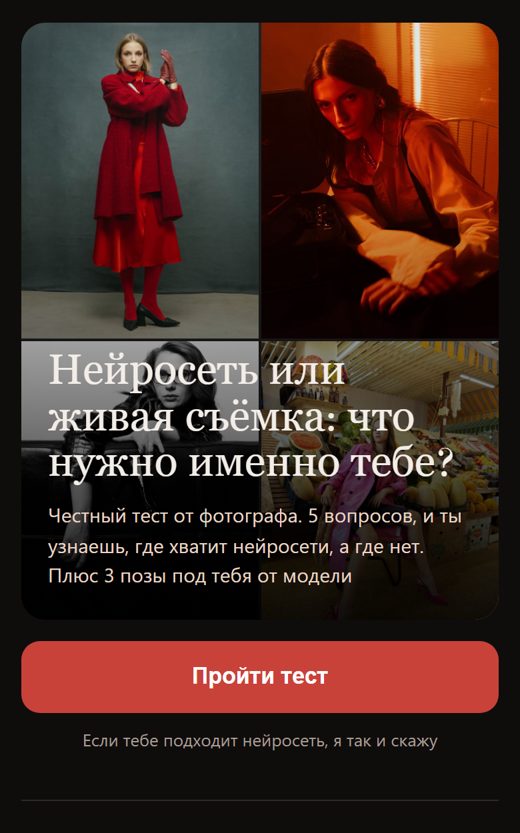 Нейросеть или
живая съёмка: что
нужно именно тебе?
Честный тест от фотографа. 5 вопросов, и ты
узнаешь, где хватит нейросети, а где нет.
Плюс 3 позы под тебя от модели
Пройти тест
Если тебе подходит нейросеть, я так и скажу